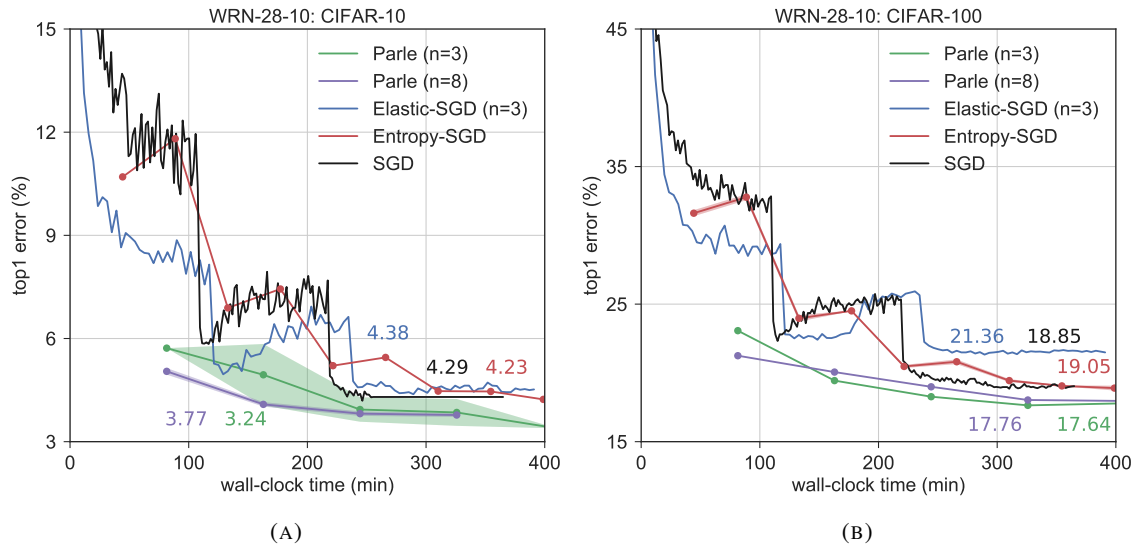 WRN-28-10: CIFAR-10
15
12
9
6
3
top1 error (%)
Parle (n=3)
Parle (n=8)
Elastic-SGD (n=3)
Entropy-SGD
SGD
4.38
4.29
4.23
3.77
3.24
0
100
200
300
400
wall-clock time (min)
(A)
WRN-28-10: CIFAR-100
45
35
25
15
top1 error (%)
Parle (n=3)
Parle (n=8)
Elastic-SGD (n=3)
Entropy-SGD
SGD
21.36
18.85
19.05
17.76
17.64
0
100
200
300
400
wall-clock time (min)
(B)